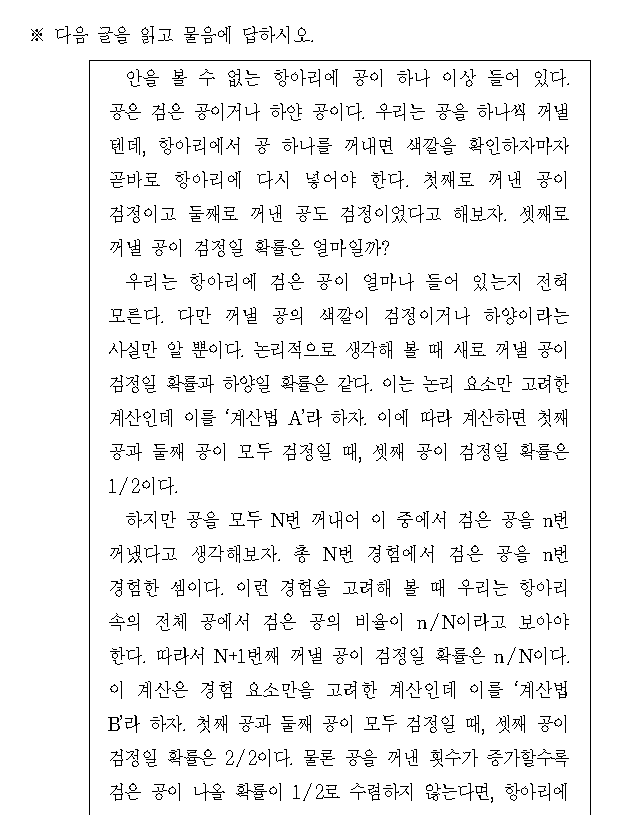 ※ 다음 글을 읽고 물음에 답하시오.
안을 볼 수 없는 항아리에 공이 하나 이상 들어 있다.
공은 검은 공이거나 하얀 공이다. 우리는 공을 하나씩 꺼낼
텐데, 항아리에서 공 하나를 꺼내면 색깔을 확인하자마자
곧바로 항아리에 다시 넣어야 한다. 첫째로 꺼낸 공이
검정이고 둘째로 꺼낸 공도 검정이었다고 해보자. 셋째로
꺼낼 공이 검정일 확률은 얼마일까?
우리는 항아리에 검은 공이 얼마나 들어 있는지 전혀
모른다. 다만 꺼낼 공의 색깔이 검정이거나 하양이라는
사실만 알 뿐이다. 논리적으로 생각해 볼 때 새로 꺼낼 공이
검정일 확률과 하양일 확률은 같다. 이는 논리 요소만 고려한
계산인데 이를 ‘계산법 A’라 하자. 이에 따라 계산하면 첫째
공과 둘째 공이 모두 검정일 때, 셋째 공이 검정일 확률은
1/2이다.
하지만 공을 모두 N번 꺼내어 이 중에서 검은 공을 n번
꺼냈다고 생각해보자. 총 N번 경험에서 검은 공을 n번
경험한 셈이다. 이런 경험을 고려해 볼 때 우리는 항아리
속의 전체 공에서 검은 공의 비율이 n/N이라고 보아야
한다. 따라서 N+1번째 꺼낼 공이 검정일 확률은 n/N이다.
이 계산은 경험 요소만을 고려한 계산인데 이를 ‘계산법
B’라 하자. 첫째 공과 둘째 공이 모두 검정일 때, 셋째 공이
검정일 확률은 2/2이다. 물론 공을 꺼낸 횟수가 증가할수록
검은 공이 나올 확률이 1/2로 수렴하지 않는다면, 항아리에